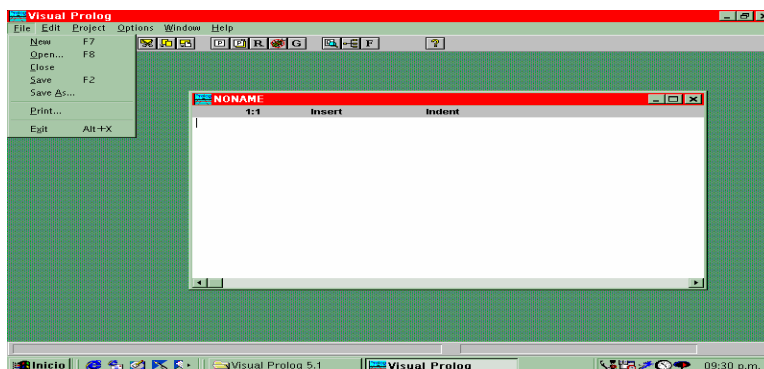 Visual Prolog
File Edit Project Options Window Help
New F7
Open... F8
Close
Save F2
Save As...
Print...
Exit Alt+X
P P R G F ?
NONAME
1:1 Insert Indent
Inicio Visual Prolog 5.1 Visual Prolog 09:30 p.m.